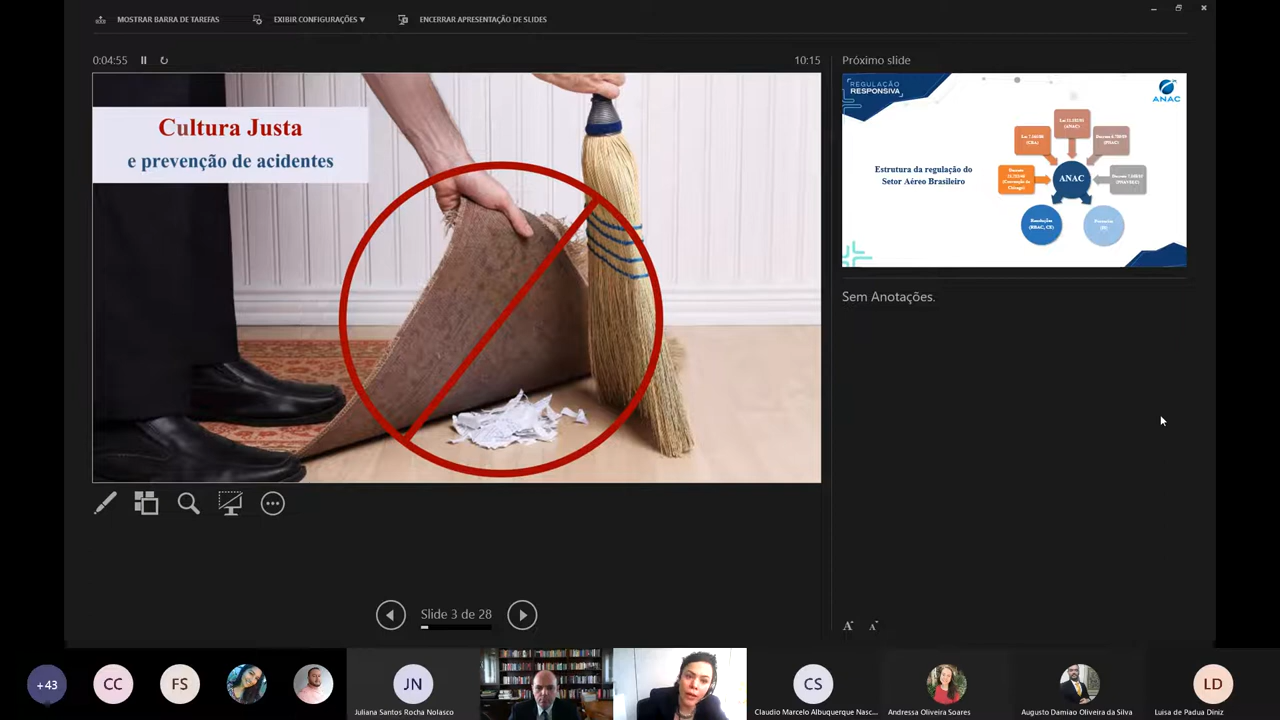 MOSTRAR BARRA DE TAREFAS
EXIBIR CONFIGURAÇÕES ▾
ENCERRAR APRESENTAÇÃO DE SLIDES
0:04:55
10:15
Cultura Justa
e prevenção de acidentes
Próximo slide
REGULAÇÃO
RESPONSIVA
ANAC
Estrutura da regulação do
Setor Aéreo Brasileiro
(ANAC)
(CBA)
(PNAC)
ANAC
Sem Anotações.
Slide 3 de 28
+43
CC
FS
JN
CS
LD
Juliana Santos Rocha Nolasco
Claudio Marcelo Albuquerque Nasc...
Andressa Oliveira Soares
Augusto Damiao Oliveira da Silva
Luisa de Padua Diniz